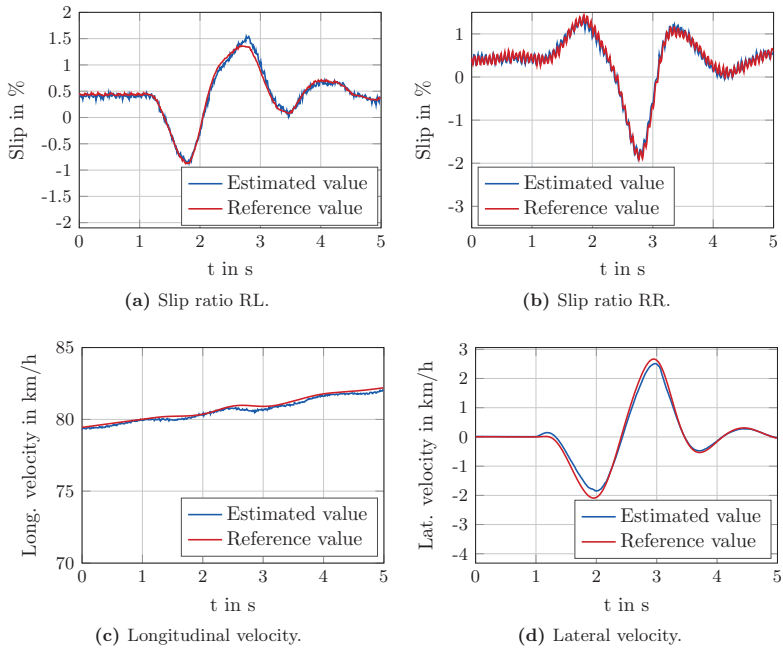 2
1.5
1
0.5
0
-0.5
-1
-1.5
-2
Slip in %
Estimated value
Reference value
0 1 2 3 4 5
t in s
(a) Slip ratio RL.
1%
0
-1
-2
-3
Slip in %
Estimated value
Reference value
0 1 2 3 4 5
t in s
(b) Slip ratio RR.
85
80
75
70
Long. velocity in km/h
Estimated value
Reference value
0 1 2 3 4 5
t in s
(c) Longitudinal velocity.
3
2
1
0
-1
-2
-3
-4
Lat. velocity in km/h
Estimated value
Reference value
0 1 2 3 4 5
t in s
(d) Lateral velocity.